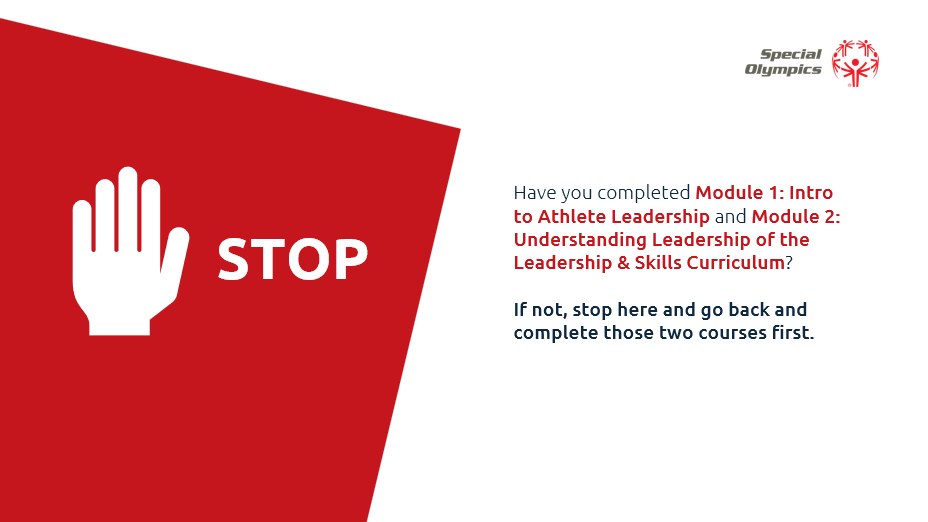 Special
Olympics
STOP
Have you completed Module 1: Intro
to Athlete Leadership and Module 2:
Understanding Leadership of the
Leadership & Skills Curriculum?
If not, stop here and go back and
complete those two courses first.